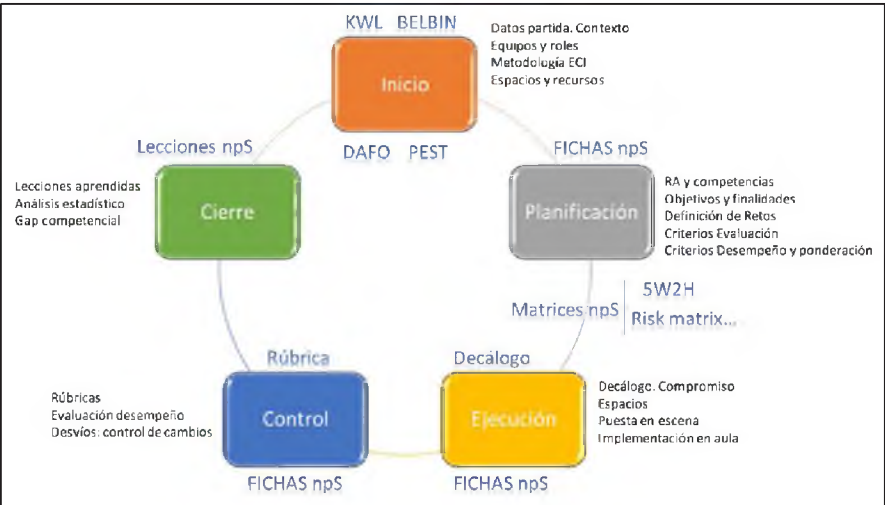 KWL BELBIN
Inicio
DAFO PEST
Datos partida. Contexto
Equipos y roles
Metodología ECI
Espacios y recursos
FICHAS npS
Planificación
RA y competencias
Objetivos y finalidades
Definición de Retos
Criterios Evaluación
Criterios Desempeño y ponderación
Matrices npS
5W2H
Risk matrix...
Decálogo
Ejecución
FICHAS npS
Decálogo. Compromiso
Espacios
Puesta en escena
Implementación en aula
Rúbrica
Control
FICHAS npS
Rúbricas
Evaluación desempeño
Desvíos: control de cambios
Lecciones npS
Cierre
Lecciones aprendidas
Análisis estadístico
Gap competencial